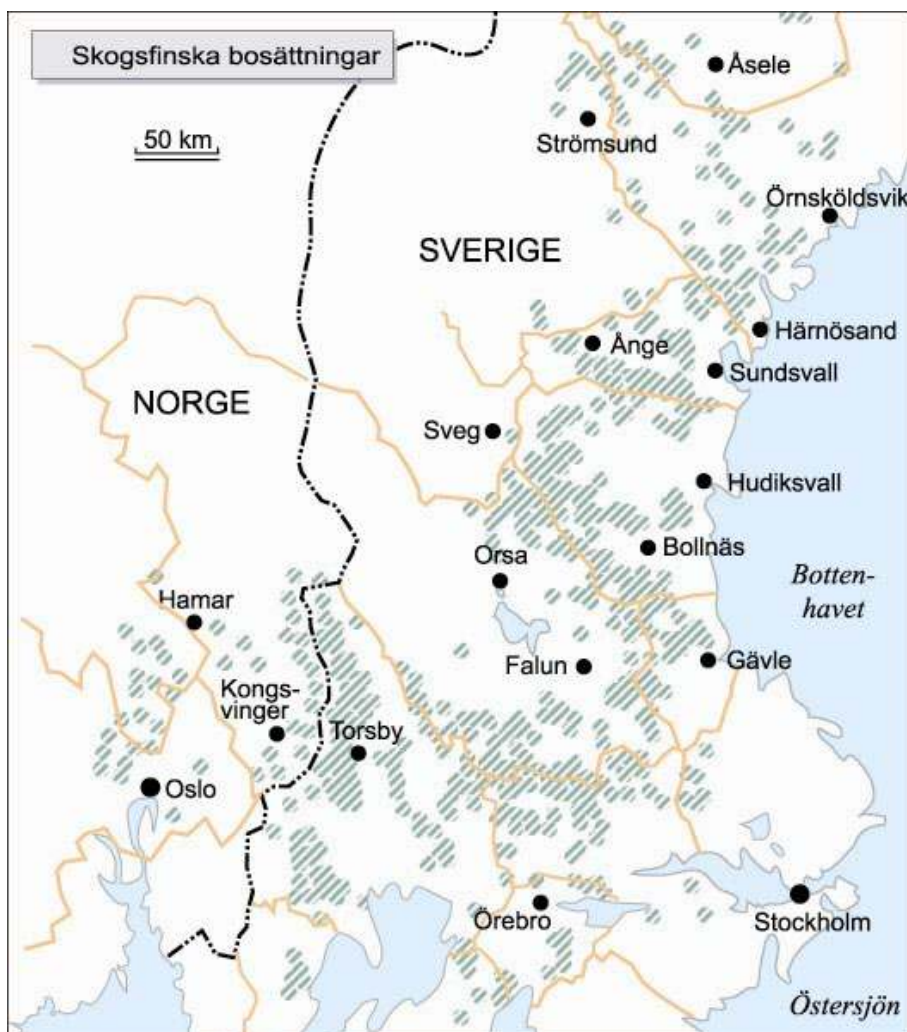 Skogsfinska bosättningar
Åsele
50 km
Strömsund
Örnsköldsvik
SVERIGE
Härnösand
Ånge
Sundsvall
NORGE
Sveg
Hudiksvall
Bollnäs
Orsa
Botten-
havet
Hamar
Falun
Gävle
Kongs-
vinger
Torsby
Oslo
Örebro
Stockholm
Östersjön